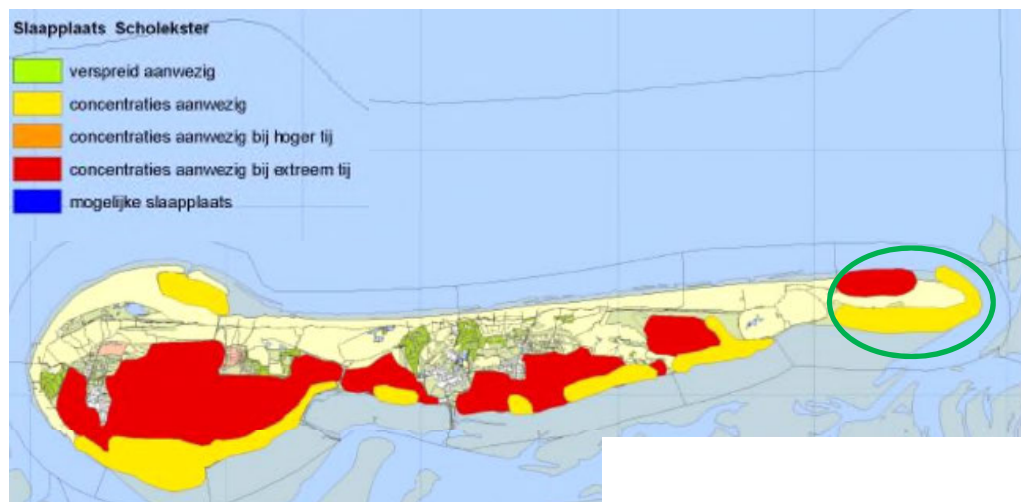 Slaapplaats Scholekster
verspreid aanwezig
concentraties aanwezig
concentraties aanwezig bij hoger tij
concentraties aanwezig bij extreem tij
mogelijke slaapplaats